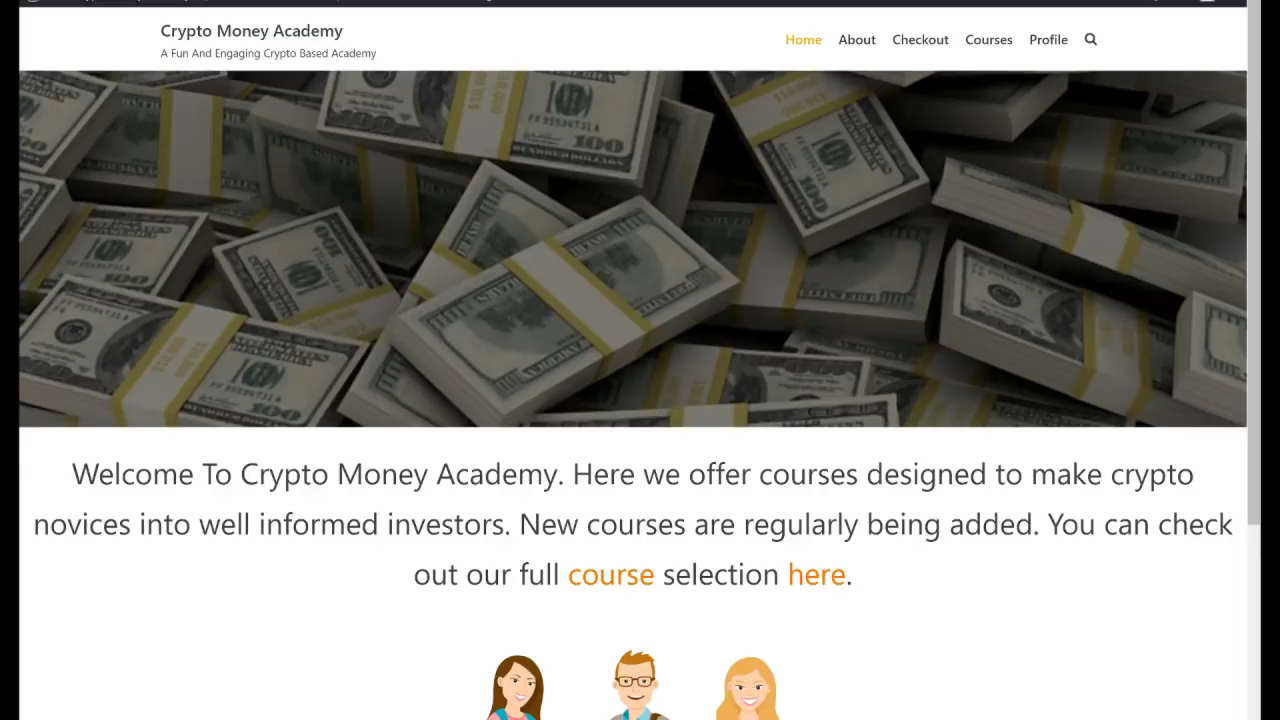 Crypto Money Academy
A Fun And Engaging Crypto Based Academy
Home About Checkout Courses Profile
Welcome To Crypto Money Academy. Here we offer courses designed to make crypto
novices into well informed investors. New courses are regularly being added. You can check
out our full course selection here.